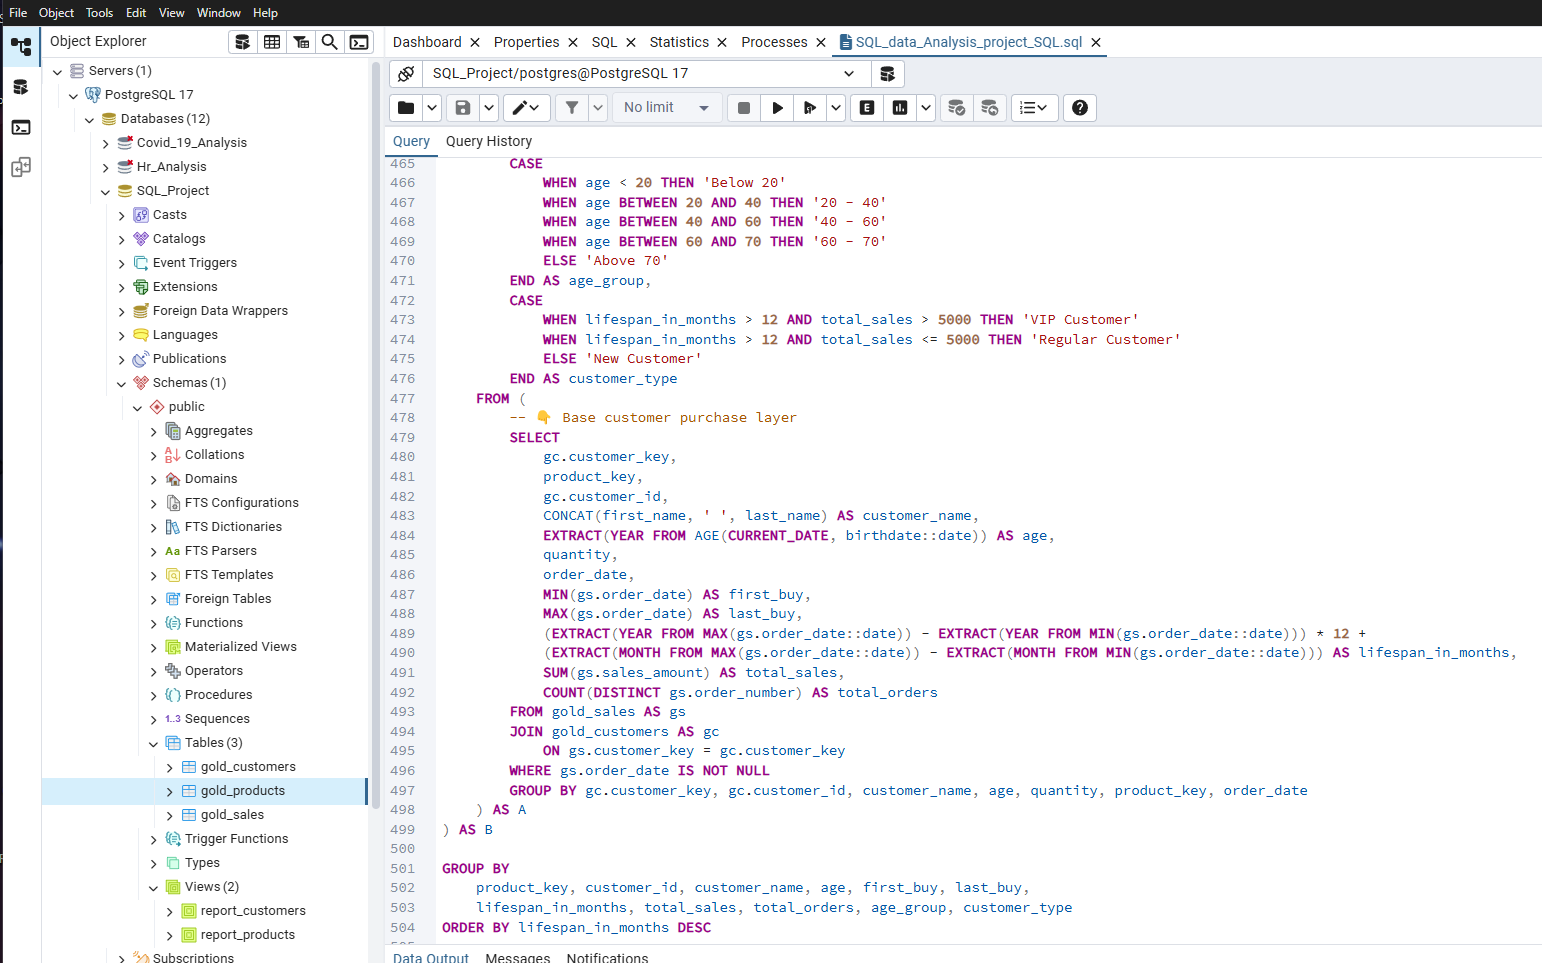 File Object Tools Edit View Window Help
Object Explorer
Servers (1)
PostgreSQL 17
Databases (12)
Covid_19_Analysis
Hr_Analysis
SQL_Project
Casts
Catalogs
Event Triggers
Extensions
Foreign Data Wrappers
Languages
Publications
Schemas (1)
public
Aggregates
Collations
Domains
FTS Configurations
FTS Dictionaries
Aa FTS Parsers
FTS Templates
Foreign Tables
Functions
Materialized Views
Operators
Procedures
1..3 Sequences
Tables (3)
gold_customers
gold_products
gold_sales
Trigger Functions
Types
Views (2)
report_customers
report_products
Subscriptions
Dashboard Properties SQL Statistics Processes SQL_data_Analysis_project_SQL.sql
SQL_Project/postgres@PostgreSQL 17
No limit E
Query Query History
465 CASE
466 WHEN age < 20 THEN 'Below 20'
467 WHEN age BETWEEN 20 AND 40 THEN '20 - 40'
468 WHEN age BETWEEN 40 AND 60 THEN '40 - 60'
469 WHEN age BETWEEN 60 AND 70 THEN '60 - 70'
470 ELSE 'Above 70'
471 END AS age_group,
472 CASE
473 WHEN lifespan_in_months > 12 AND total_sales > 5000 THEN 'VIP Customer'
474 WHEN lifespan_in_months > 12 AND total_sales <= 5000 THEN 'Regular Customer'
475 ELSE 'New Customer'
476 END AS customer_type
477 FROM (
478 -- 👇 Base customer purchase layer
479 SELECT
480 gc.customer_key,
481 product_key,
482 gc.customer_id,
483 CONCAT(first_name, ' ', last_name) AS customer_name,
484 EXTRACT(YEAR FROM AGE(CURRENT_DATE, birthdate::date)) AS age,
485 quantity,
486 order_date,
487 MIN(gs.order_date) AS first_buy,
488 MAX(gs.order_date) AS last_buy,
489 (EXTRACT(YEAR FROM MAX(gs.order_date::date)) - EXTRACT(YEAR FROM MIN(gs.order_date::date))) * 12 +
490 (EXTRACT(MONTH FROM MAX(gs.order_date::date)) - EXTRACT(MONTH FROM MIN(gs.order_date::date))) AS lifespan_in_months,
491 SUM(gs.sales_amount) AS total_sales,
492 COUNT(DISTINCT gs.order_number) AS total_orders
493 FROM gold_sales AS gs
494 JOIN gold_customers AS gc
495 ON gs.customer_key = gc.customer_key
496 WHERE gs.order_date IS NOT NULL
497 GROUP BY gc.customer_key, gc.customer_id, customer_name, age, quantity, product_key, order_date
498 ) AS A
499 ) AS B
500
501 GROUP BY
502 product_key, customer_id, customer_name, age, first_buy, last_buy,
503 lifespan_in_months, total_sales, total_orders, age_group, customer_type
504 ORDER BY lifespan_in_months DESC
Data Output Messages Notifications